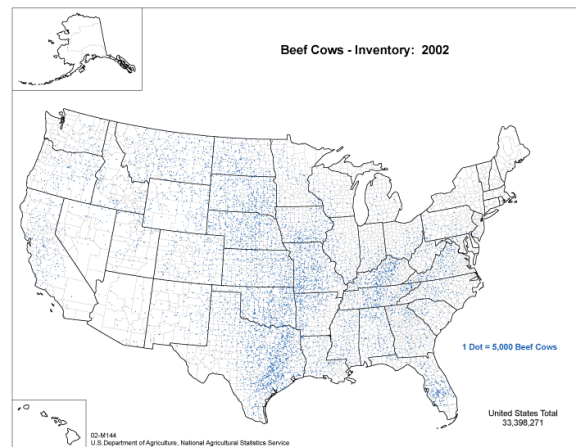 Beef Cows - Inventory: 2002
1 Dot = 5,000 Beef Cows
United States Total
33,398,271
02-M144
U.S. Department of Agriculture, National Agricultural Statistics Service